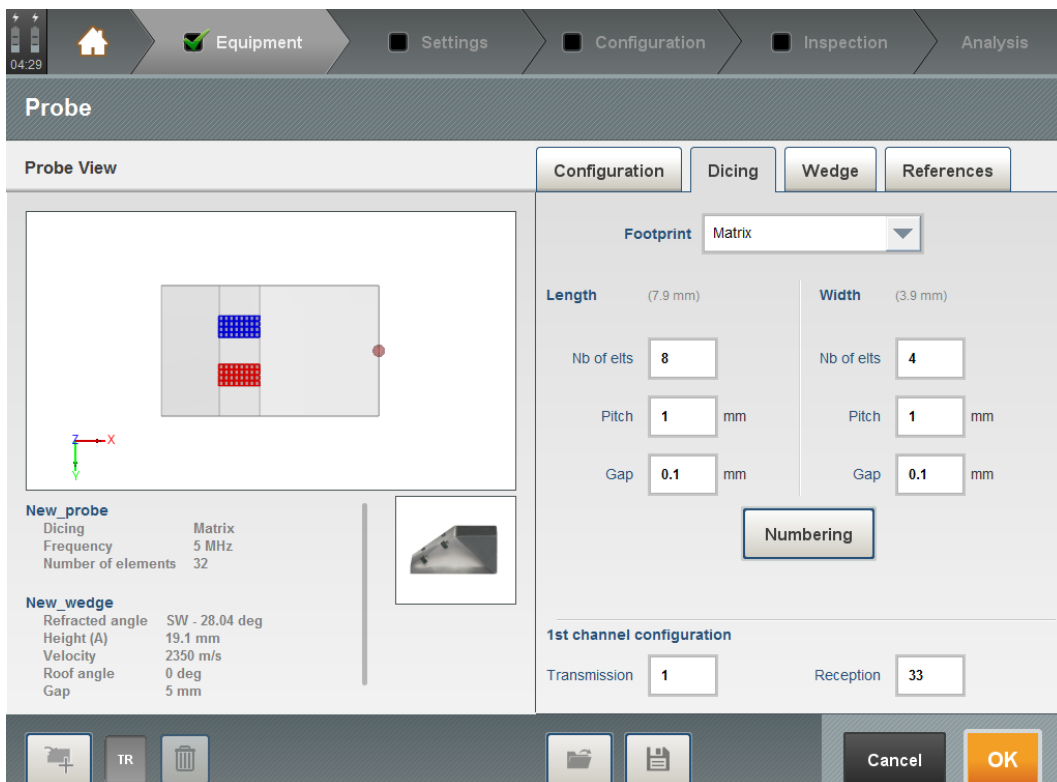 04:29
Equipment
Settings
Configuration
Inspection
Analysis
Probe
Probe View
Configuration
Dicing
Wedge
References
Footprint Matrix
Length (7.9 mm)
Width (3.9 mm)
Nb of elts 8
Nb of elts 4
Pitch 1 mm
Pitch 1 mm
Gap 0.1 mm
Gap 0.1 mm
Numbering
Z X
Y
New_probe
Dicing Matrix
Frequency 5 MHz
Number of elements 32
New_wedge
Refracted angle SW - 28.04 deg
Height (A) 19.1 mm
Velocity 2350 m/s
Roof angle 0 deg
Gap 5 mm
1st channel configuration
Transmission 1
Reception 33
TR
Cancel
OK